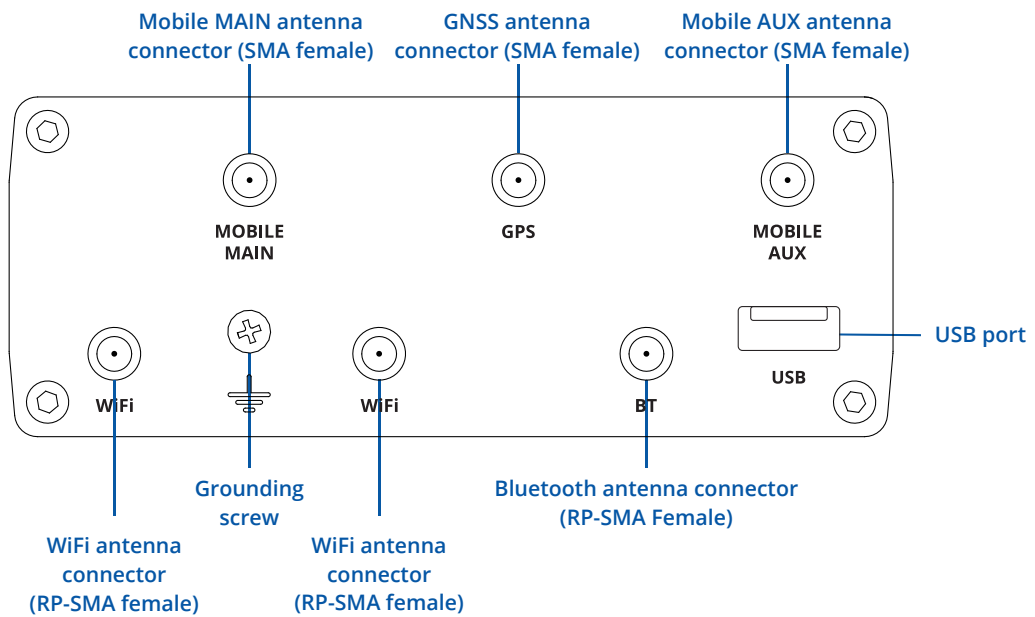 Mobile MAIN antenna
connector (SMA female)
GNSS antenna
connector (SMA female)
Mobile AUX antenna
connector (SMA female)
MOBILE
MAIN
GPS
MOBILE
AUX
USB port
USB
WiFi
WiFi
BT
Grounding
screw
Bluetooth antenna connector
(RP-SMA Female)
WiFi antenna
connector
(RP-SMA female)
WiFi antenna
connector
(RP-SMA female)